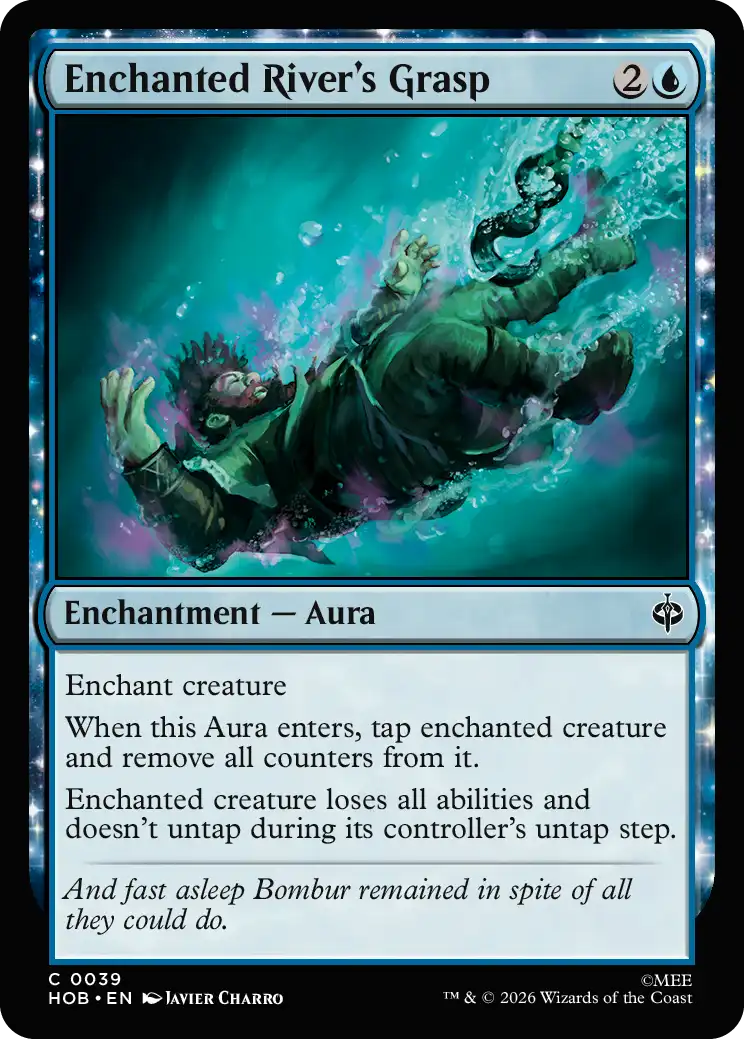 Enchanted River's Grasp 2
Enchantment — Aura
Enchant creature
When this Aura enters, tap enchanted creature
and remove all counters from it.
Enchanted creature loses all abilities and
doesn't untap during its controller's untap step.
And fast asleep Bombur remained in spite of all
they could do.
C 0039
HOB • EN Javier Charro
©MEE
™ & © 2026 Wizards of the Coast